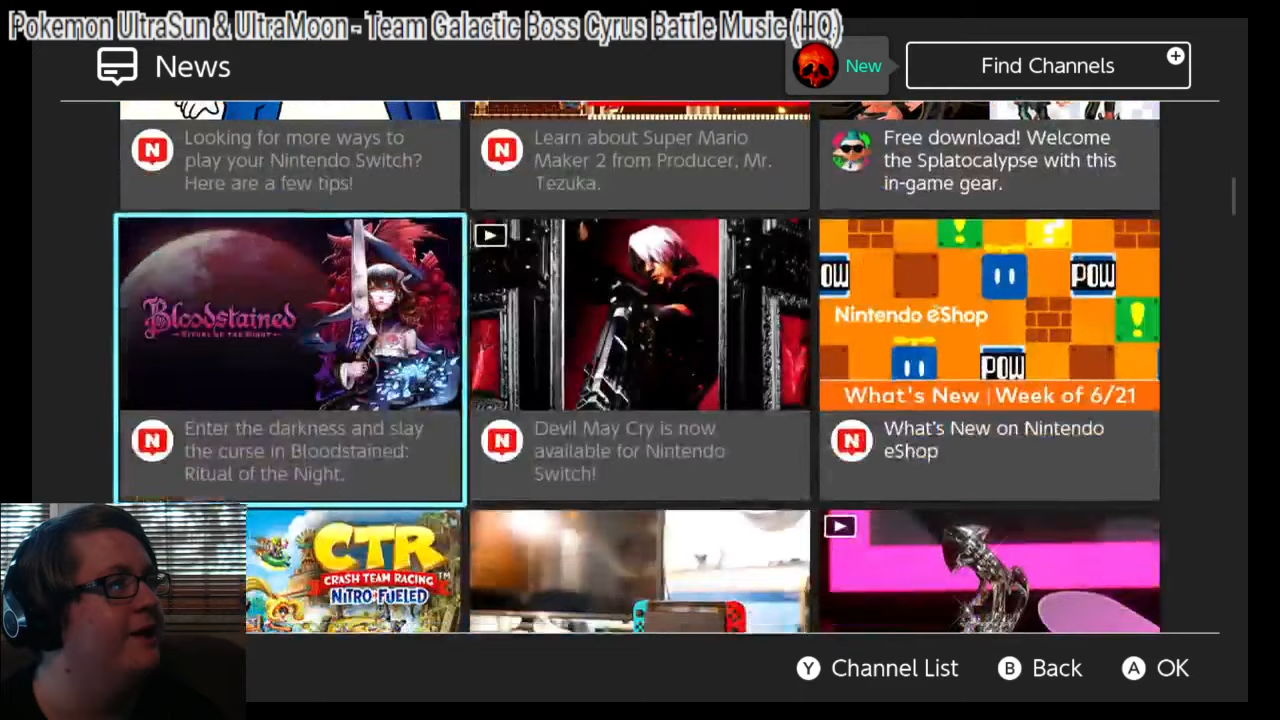 Pokemon UltraSun & UltraMoon - Team Galactic Boss Cyrus Battle Music (HQ)
News
New
Find Channels
Looking for more ways to
play your Nintendo Switch?
Here are a few tips!
Learn about Super Mario
Maker 2 from Producer, Mr.
Tezuka.
Free download! Welcome
the Splatocalypse with this
in-game gear.
Bloodstained
RITUAL OF THE NIGHT
OW
POW
Nintendo eShop
POW
What's New | Week of 6/21
Enter the darkness and slay
the curse in Bloodstained:
Ritual of the Night.
Devil May Cry is now
available for Nintendo
Switch!
What's New on Nintendo
eShop
CTR
CRASH TEAM RACING
NITRO-FUELED
Y Channel List
B Back
A OK